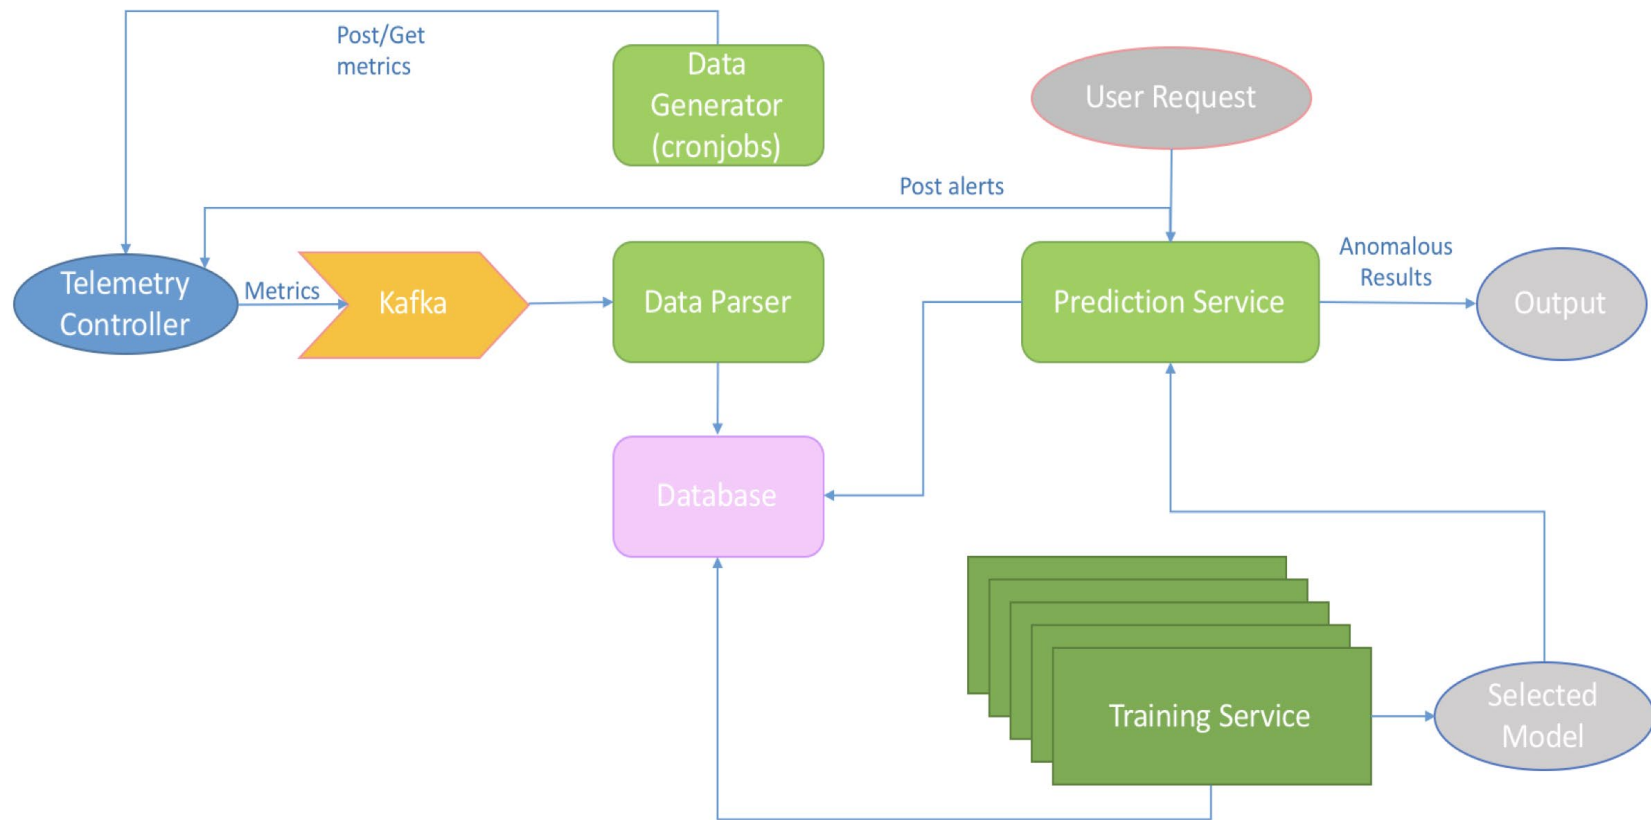 Post/Get
metrics
Data
Generator
(cronjobs)
User Request
Post alerts
Telemetry
Controller
Metrics
Kafka
Data Parser
Prediction Service
Anomalous
Results
Output
Database
Training Service
Selected
Model